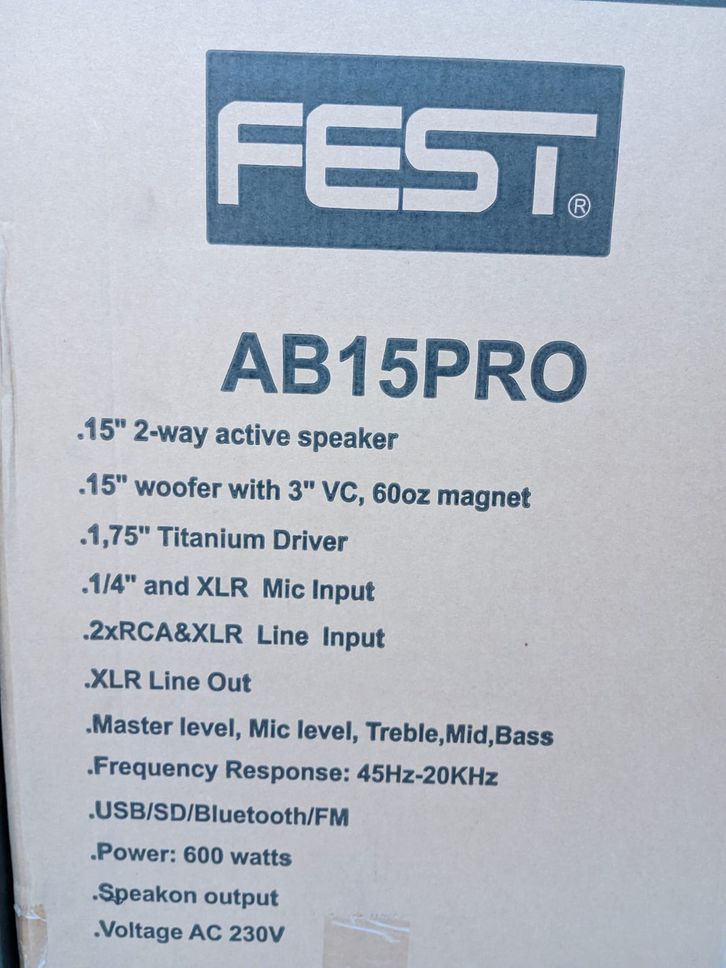 FEST®
AB15PRO
.15" 2-way active speaker
.15" woofer with 3" VC, 60oz magnet
.1,75" Titanium Driver
.1/4" and XLR Mic Input
.2xRCA&XLR Line Input
.XLR Line Out
.Master level, Mic level, Treble,Mid,Bass
.Frequency Response: 45Hz-20KHz
.USB/SD/Bluetooth/FM
.Power: 600 watts
.Speakon output
.Voltage AC 230V